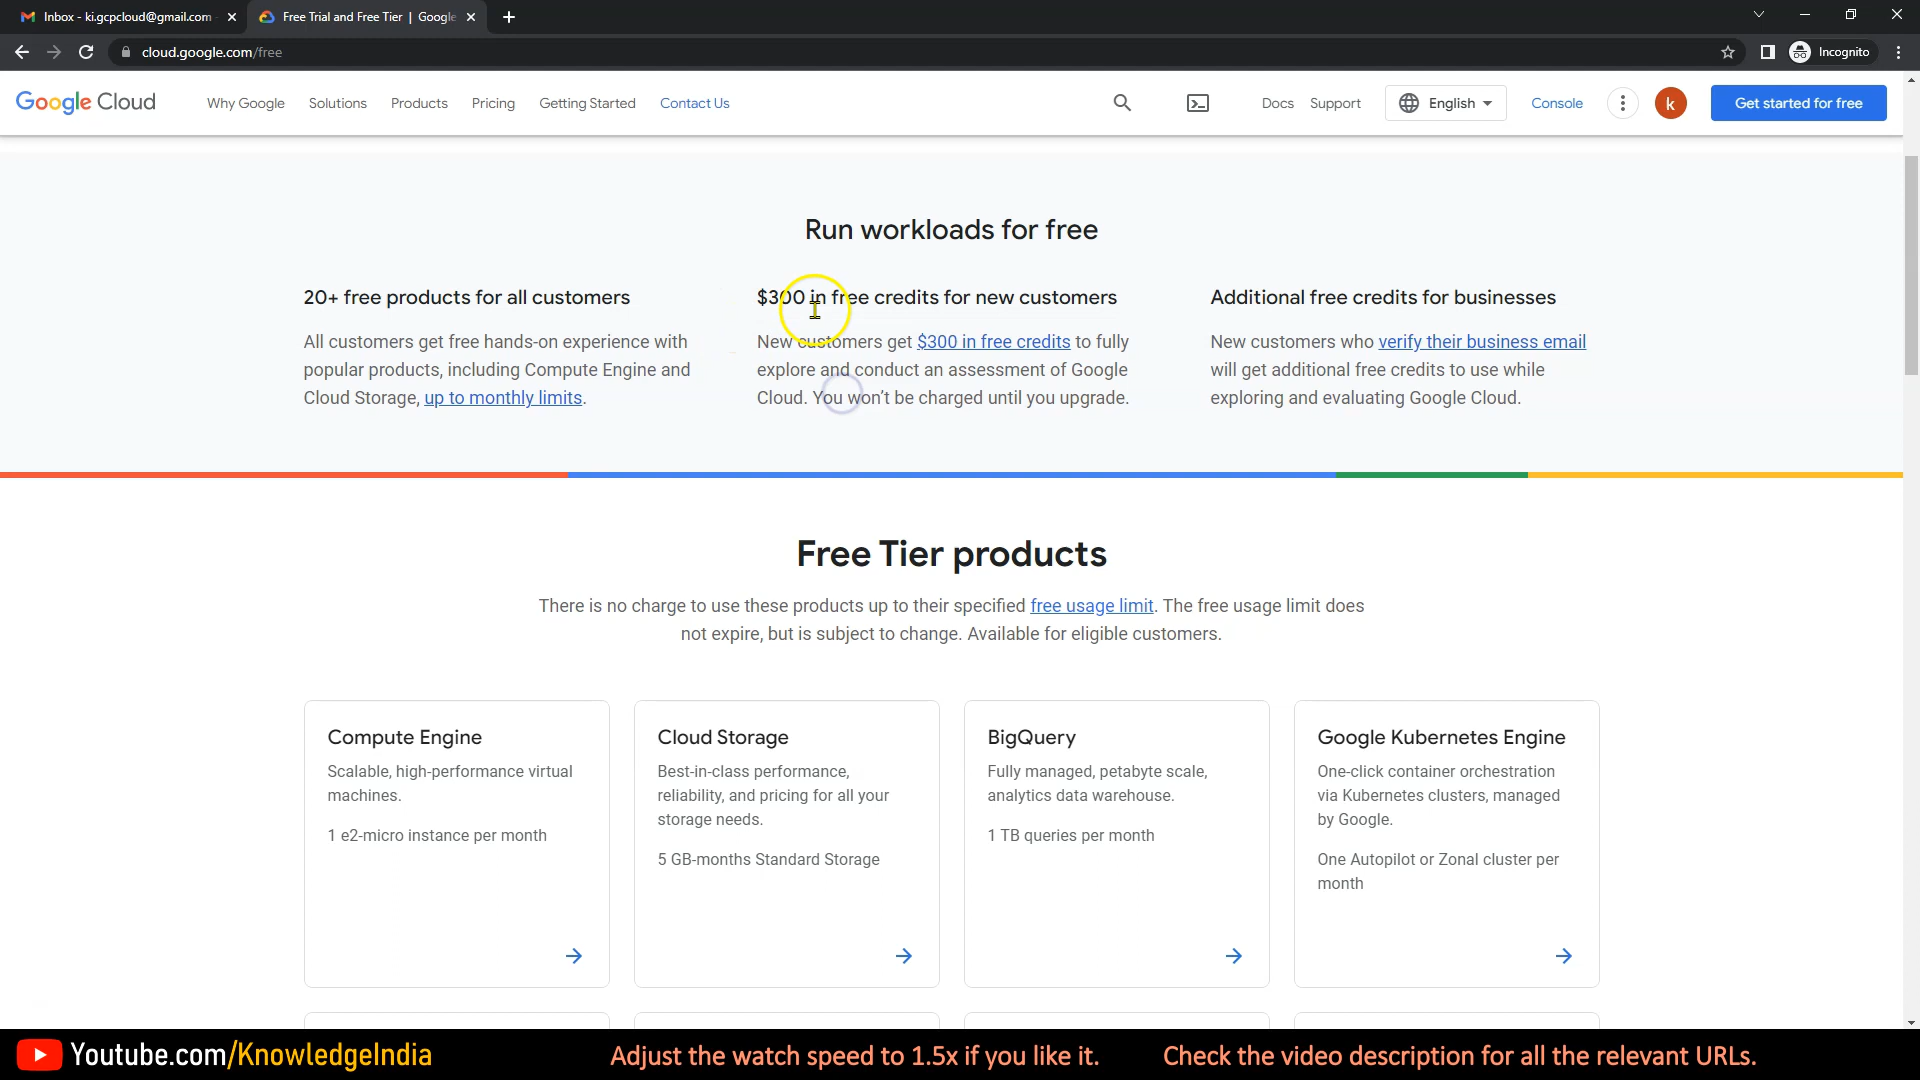 Inbox - ki.gcpcloud@gmail.com
Free Trial and Free Tier | Google
cloud.google.com/free
Incognito
Google Cloud
Why Google
Solutions
Products
Pricing
Getting Started
Contact Us
Docs
Support
English
Console
k
Get started for free
Run workloads for free
20+ free products for all customers
All customers get free hands-on experience with
popular products, including Compute Engine and
Cloud Storage, up to monthly limits.
$300 in free credits for new customers
New customers get $300 in free credits to fully
explore and conduct an assessment of Google
Cloud. You won't be charged until you upgrade.
Additional free credits for businesses
New customers who verify their business email
will get additional free credits to use while
exploring and evaluating Google Cloud.
Free Tier products
There is no charge to use these products up to their specified free usage limit. The free usage limit does
not expire, but is subject to change. Available for eligible customers.
Compute Engine
Scalable, high-performance virtual
machines.
1 e2-micro instance per month
Cloud Storage
Best-in-class performance,
reliability, and pricing for all your
storage needs.
5 GB-months Standard Storage
BigQuery
Fully managed, petabyte scale,
analytics data warehouse.
1 TB queries per month
Google Kubernetes Engine
One-click container orchestration
via Kubernetes clusters, managed
by Google.
One Autopilot or Zonal cluster per
month
Youtube.com/KnowledgeIndia
Adjust the watch speed to 1.5x if you like it.
Check the video description for all the relevant URLs.